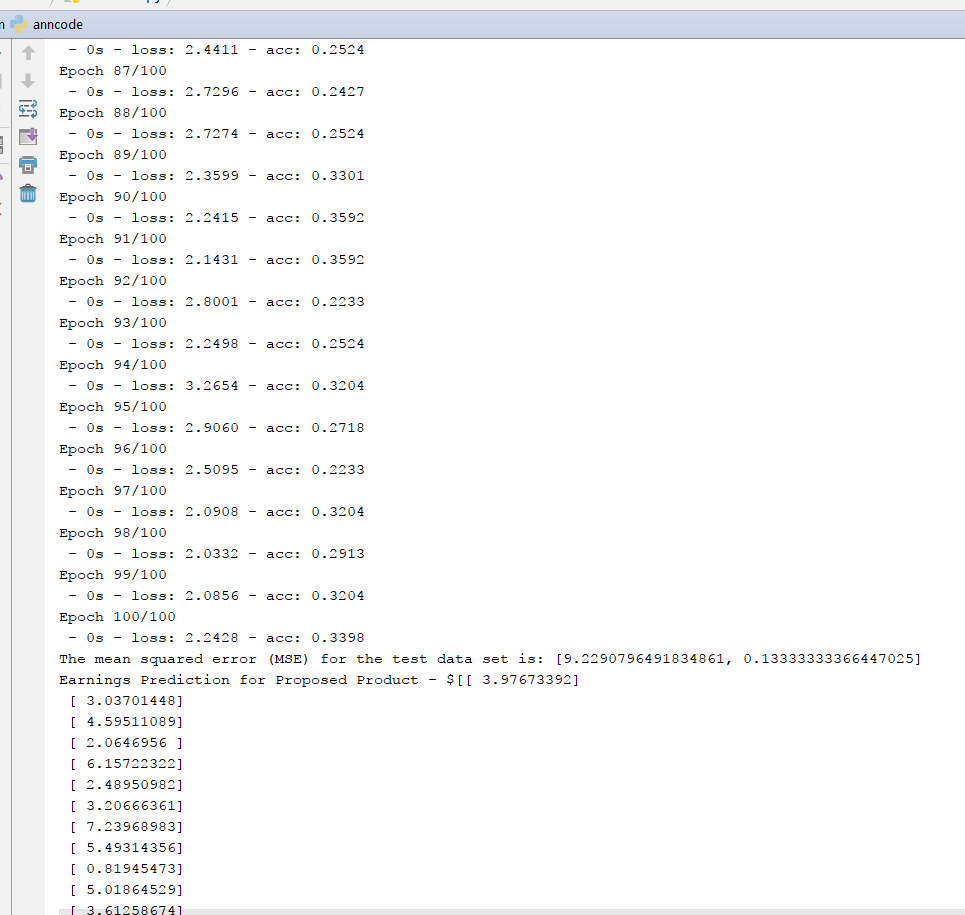 anncode
- 0s - loss: 2.4411 - acc: 0.2524
Epoch 87/100
- 0s - loss: 2.7296 - acc: 0.2427
Epoch 88/100
- 0s - loss: 2.7274 - acc: 0.2524
Epoch 89/100
- 0s - loss: 2.3599 - acc: 0.3301
Epoch 90/100
- 0s - loss: 2.2415 - acc: 0.3592
Epoch 91/100
- 0s - loss: 2.1431 - acc: 0.3592
Epoch 92/100
- 0s - loss: 2.8001 - acc: 0.2233
Epoch 93/100
- 0s - loss: 2.2498 - acc: 0.2524
Epoch 94/100
- 0s - loss: 3.2654 - acc: 0.3204
Epoch 95/100
- 0s - loss: 2.9060 - acc: 0.2718
Epoch 96/100
- 0s - loss: 2.5095 - acc: 0.2233
Epoch 97/100
- 0s - loss: 2.0908 - acc: 0.3204
Epoch 98/100
- 0s - loss: 2.0332 - acc: 0.2913
Epoch 99/100
- 0s - loss: 2.0856 - acc: 0.3204
Epoch 100/100
- 0s - loss: 2.2428 - acc: 0.3398
The mean squared error (MSE) for the test data set is: [9.2290796491834861, 0.13333333366447025]
Earnings Prediction for Proposed Product - $[[ 3.97673392]
[ 3.03701448]
[ 4.59511089]
[ 2.0646956 ]
[ 6.15722322]
[ 2.48950982]
[ 3.20666361]
[ 7.23968983]
[ 5.49314356]
[ 0.81945473]
[ 5.01864529]
[ 3.61258674]